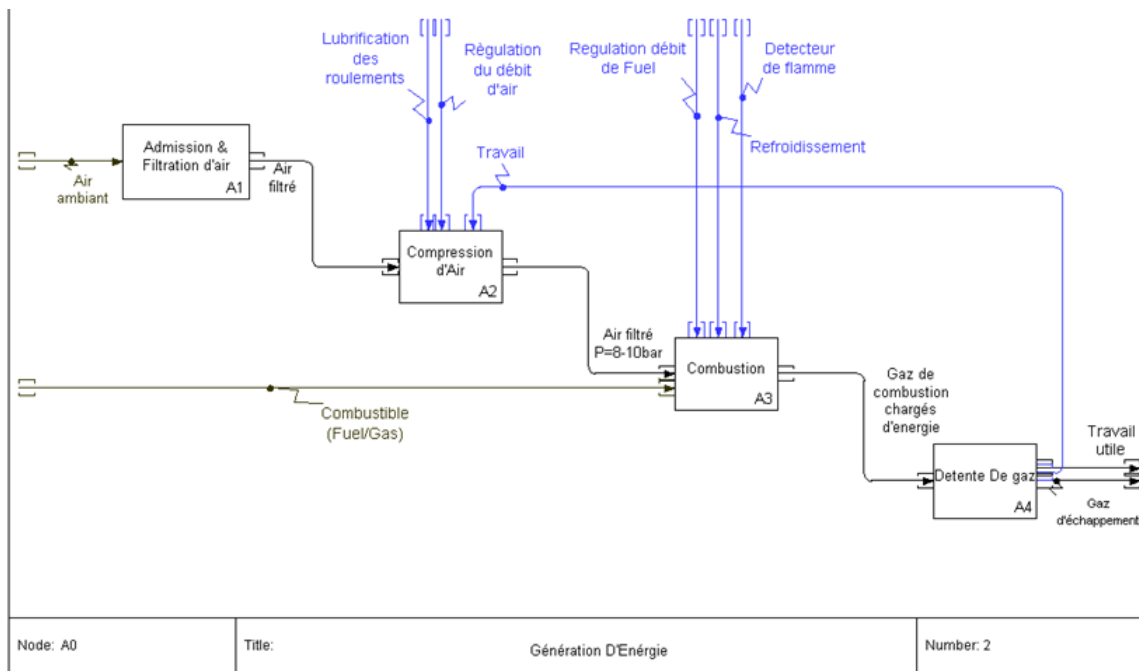 Lubrification
des
roulements
Règulation
du débit
d'air
Regulation débit
de Fuel
Detecteur
de flamme
Refroidissement
Travail
Admission &
Filtration d'air
A1
Air
ambiant
Air
filtré
Compression
d'Air
A2
Air filtré
P=8-10bar
Combustion
A3
Combustible
(Fuel/Gas)
Gaz de
combustion
chargés
d'energie
Detente De gaz
A4
Travail
utile
Gaz
d'échappement
Node: A0
Title:
Génération D'Enérgie
Number: 2